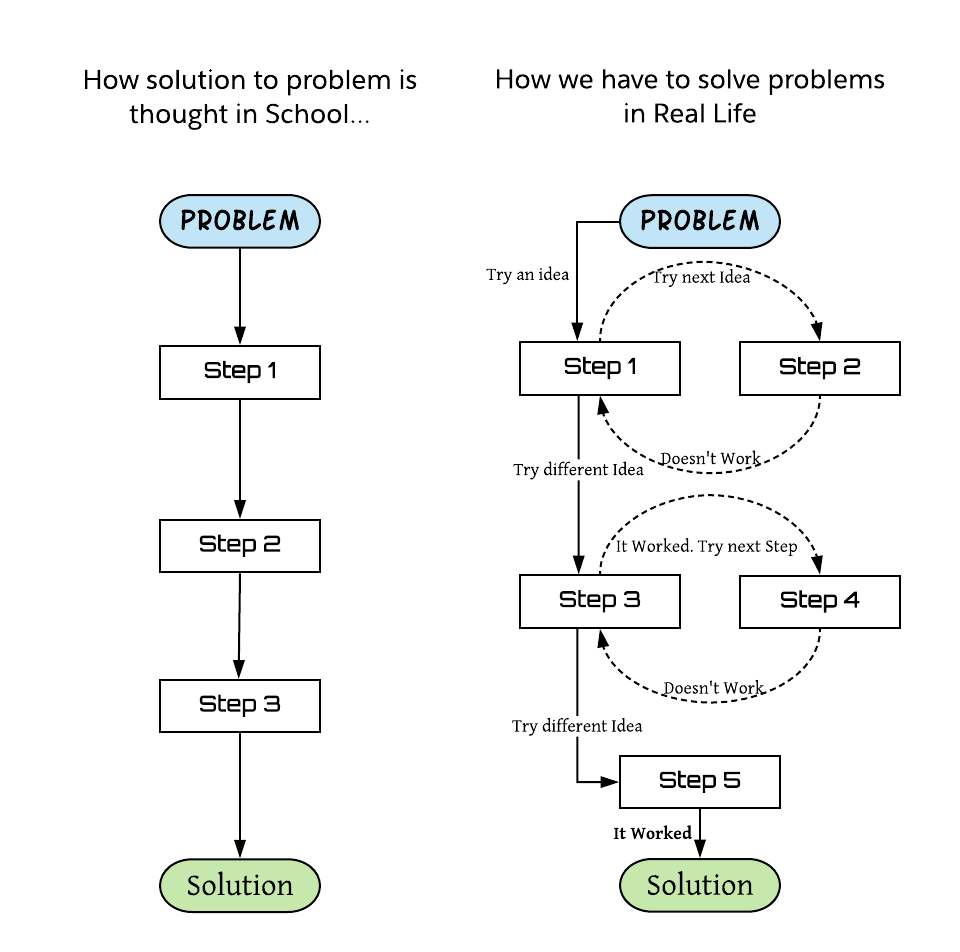 How solution to problem is
thought in School...
PROBLEM
Step 1
Step 2
Step 3
Solution
How we have to solve problems
in Real Life
PROBLEM
Try an idea
Try next Idea
Step 1
Step 2
Doesn't Work
Try different Idea
It Worked. Try next Step
Step 3
Step 4
Doesn't Work
Try different Idea
Step 5
It Worked
Solution